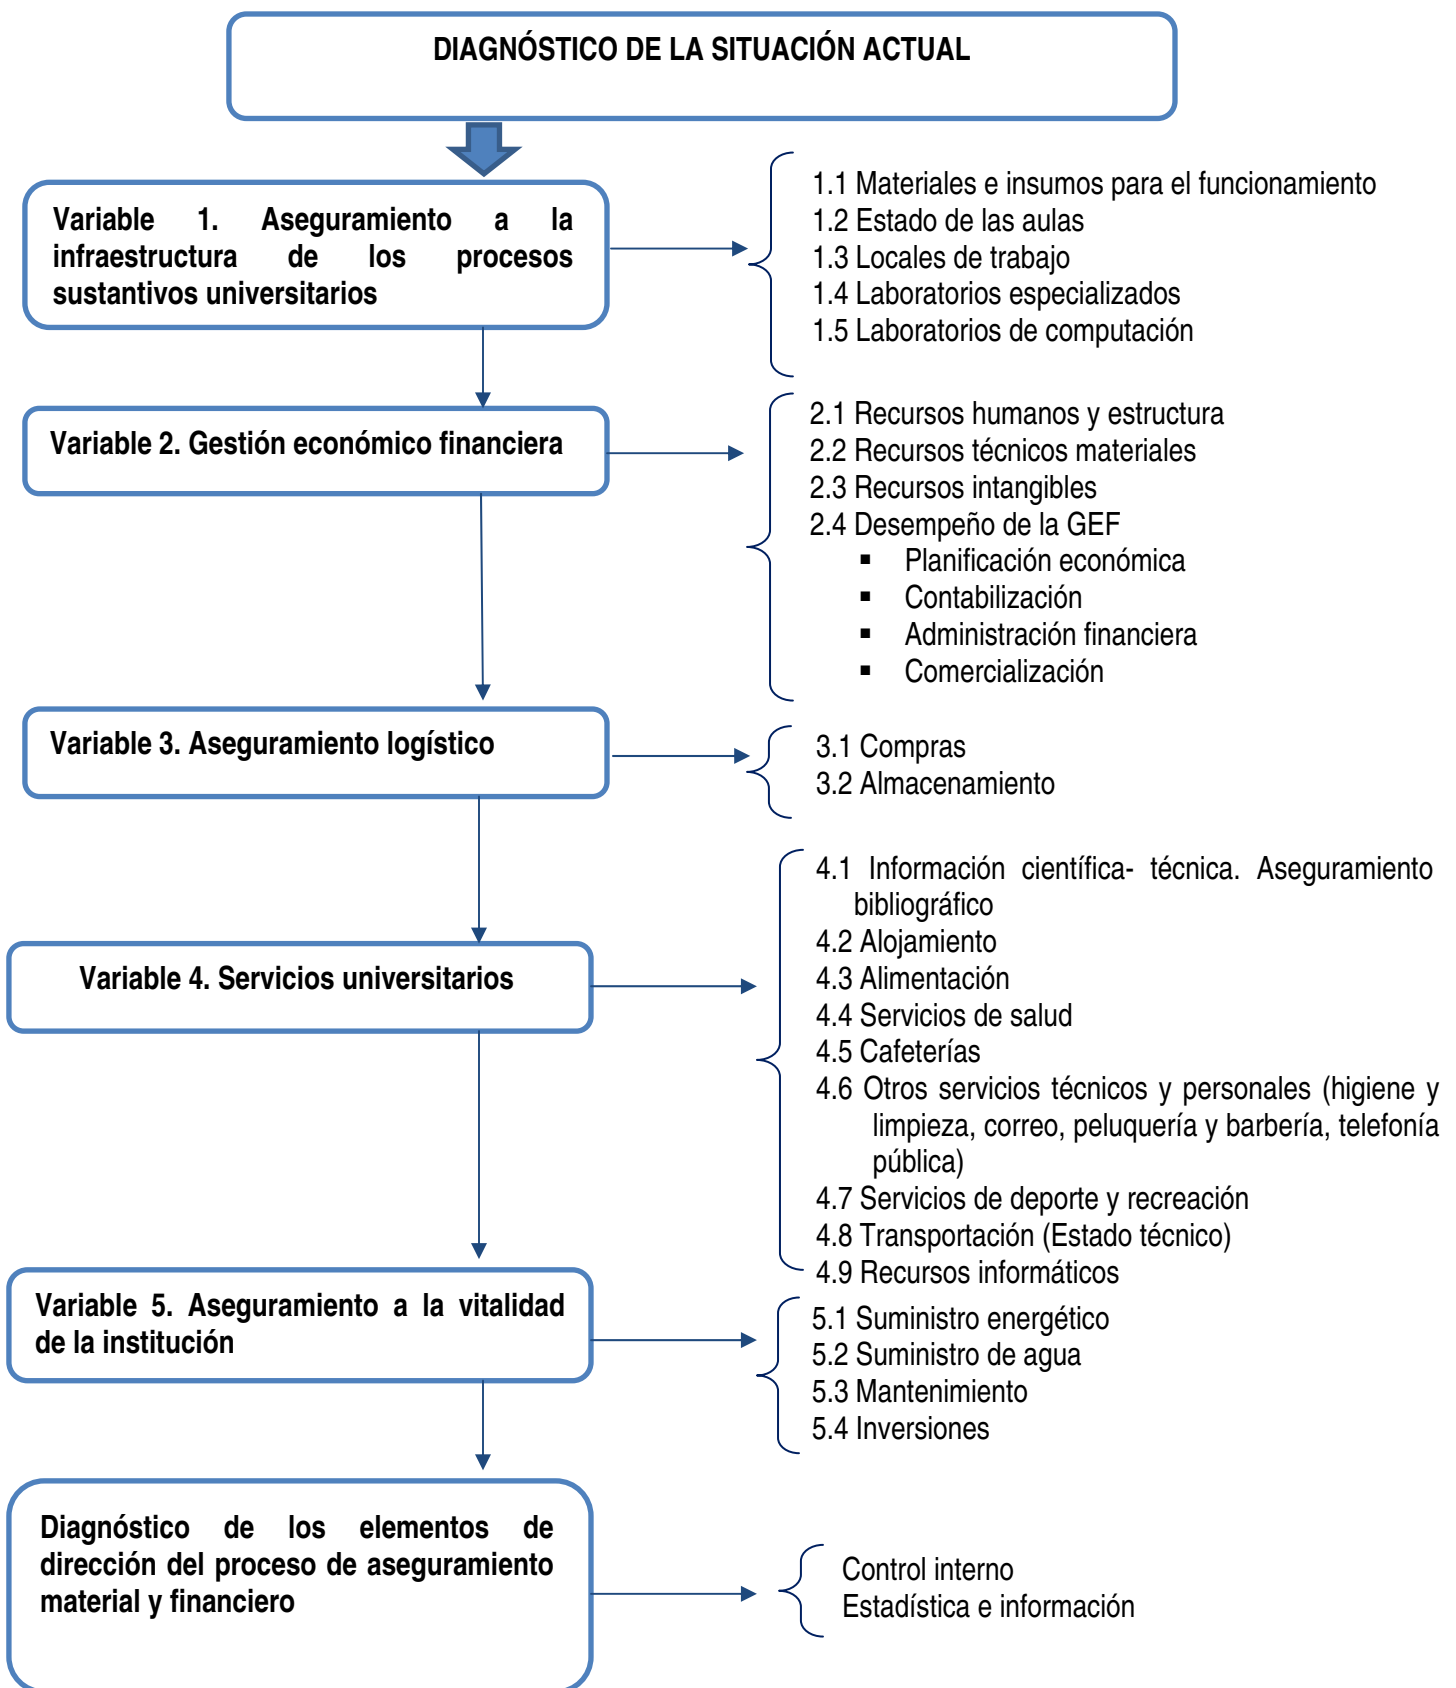 DIAGNÓSTICO DE LA SITUACIÓN ACTUAL
Variable 1. Aseguramiento a la
infraestructura de los procesos
sustantivos universitarios
1.1 Materiales e insumos para el funcionamiento
1.2 Estado de las aulas
1.3 Locales de trabajo
1.4 Laboratorios especializados
1.5 Laboratorios de computación
Variable 2. Gestión económico financiera
2.1 Recursos humanos y estructura
2.2 Recursos técnicos materiales
2.3 Recursos intangibles
2.4 Desempeño de la GEF
▪ Planificación económica
▪ Contabilización
▪ Administración financiera
▪ Comercialización
Variable 3. Aseguramiento logístico
3.1 Compras
3.2 Almacenamiento
Variable 4. Servicios universitarios
4.1 Información científica- técnica. Aseguramiento
bibliográfico
4.2 Alojamiento
4.3 Alimentación
4.4 Servicios de salud
4.5 Cafeterías
4.6 Otros servicios técnicos y personales (higiene y
limpieza, correo, peluquería y barbería, telefonía
pública)
4.7 Servicios de deporte y recreación
4.8 Transportación (Estado técnico)
4.9 Recursos informáticos
Variable 5. Aseguramiento a la vitalidad
de la institución
5.1 Suministro energético
5.2 Suministro de agua
5.3 Mantenimiento
5.4 Inversiones
Diagnóstico de los elementos de
dirección del proceso de aseguramiento
material y financiero
Control interno
Estadística e información